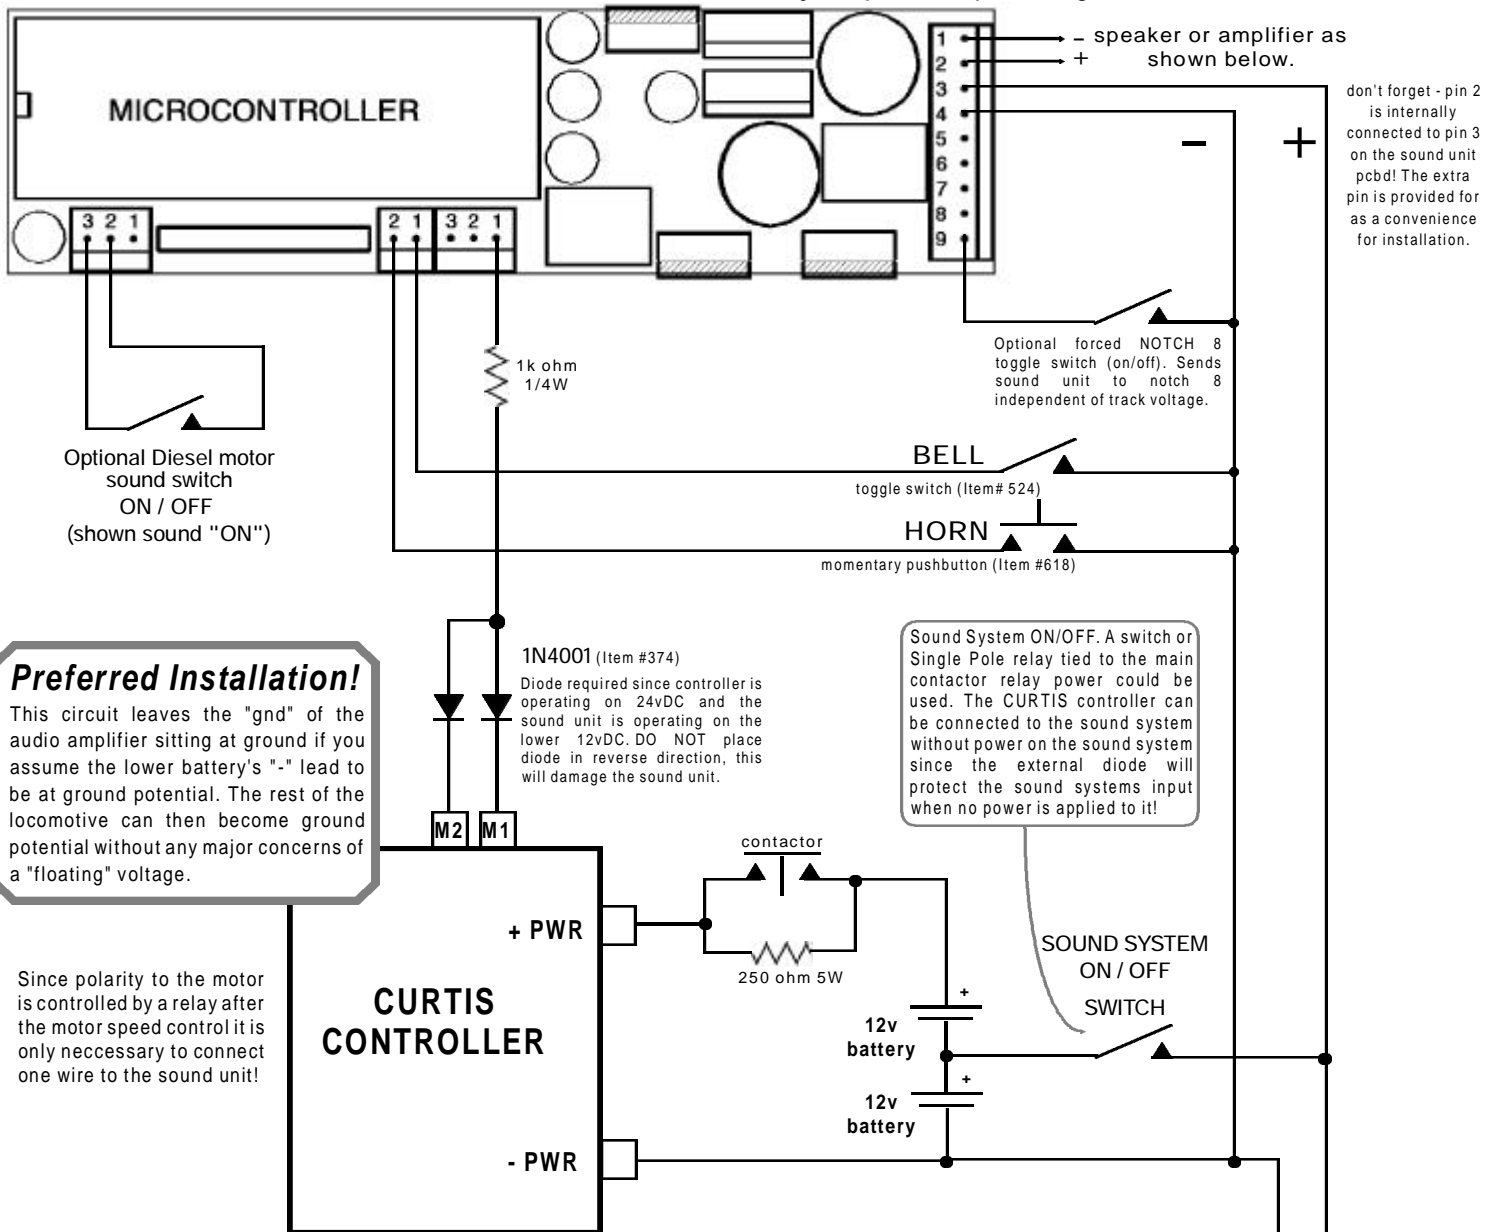 MICROCONTROLLER
3 2 1
2 1
3 2 1
1
2
3
4
5
6
7
8
9
– speaker or amplifier as
+ shown below.
don't forget - pin 2
is internally
connected to pin 3
on the sound unit
pcbd! The extra
pin is provided for
as a convenience
for installation.
– +
1k ohm
1/4W
Optional forced NOTCH 8
toggle switch (on/off). Sends
sound unit to notch 8
independent of track voltage.
Optional Diesel motor
sound switch
ON / OFF
(shown sound "ON")
BELL
toggle switch (Item# 524)
HORN
momentary pushbutton (Item #618)
Preferred Installation!
This circuit leaves the "gnd" of the
audio amplifier sitting at ground if you
assume the lower battery's "-" lead to
be at ground potential. The rest of the
locomotive can then become ground
potential without any major concerns of
a "floating" voltage.
1N4001 (Item #374)
Diode required since controller is
operating on 24vDC and the
sound unit is operating on the
lower 12vDC. DO NOT place
diode in reverse direction, this
will damage the sound unit.
Sound System ON/OFF. A switch or
Single Pole relay tied to the main
contactor relay power could be
used. The CURTIS controller can
be connected to the sound system
without power on the sound system
since the external diode will
protect the sound systems input
when no power is applied to it!
M2 M1
contactor
+ PWR
250 ohm 5W
SOUND SYSTEM
ON / OFF
SWITCH
Since polarity to the motor
is controlled by a relay after
the motor speed control it is
only neccessary to connect
one wire to the sound unit!
CURTIS
CONTROLLER
+
12v
battery
+
12v
battery
- PWR